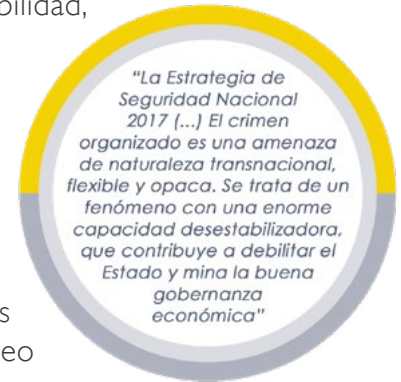 bilidad,
"La Estrategia de
Seguridad Nacional
2017 (...) El crimen
organizado es una amenaza
de naturaleza transnacional,
flexible y opaca. Se trata de un
fenómeno con una enorme
capacidad desestabilizadora,
que contribuye a debilitar el
Estado y mina la buena
gobernanza
económica"
s
eo